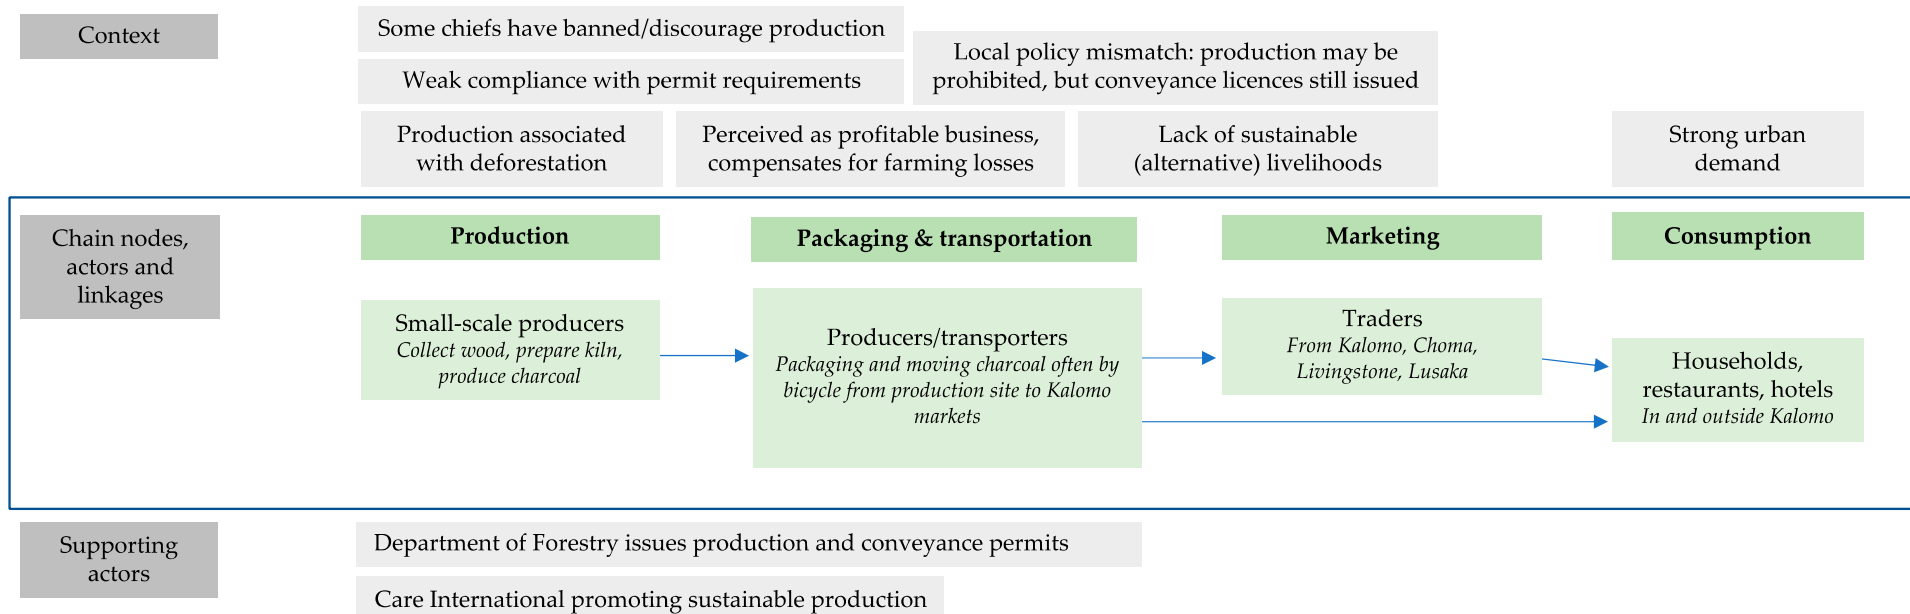 Context
Some chiefs have banned/discourage production
Weak compliance with permit requirements
Local policy mismatch: production may be
prohibited, but conveyance licences still issued
Production associated
with deforestation
Perceived as profitable business,
compensates for farming losses
Lack of sustainable
(alternative) livelihoods
Strong urban
demand
Chain nodes,
actors and
linkages
Production
Packaging & transportation
Marketing
Consumption
Small-scale producers
Collect wood, prepare kiln,
produce charcoal
Producers/transporters
Packaging and moving charcoal often by
bicycle from production site to Kalomo
markets
Traders
From Kalomo, Choma,
Livingstone, Lusaka
Households,
restaurants, hotels
In and outside Kalomo
Supporting
actors
Department of Forestry issues production and conveyance permits
Care International promoting sustainable production